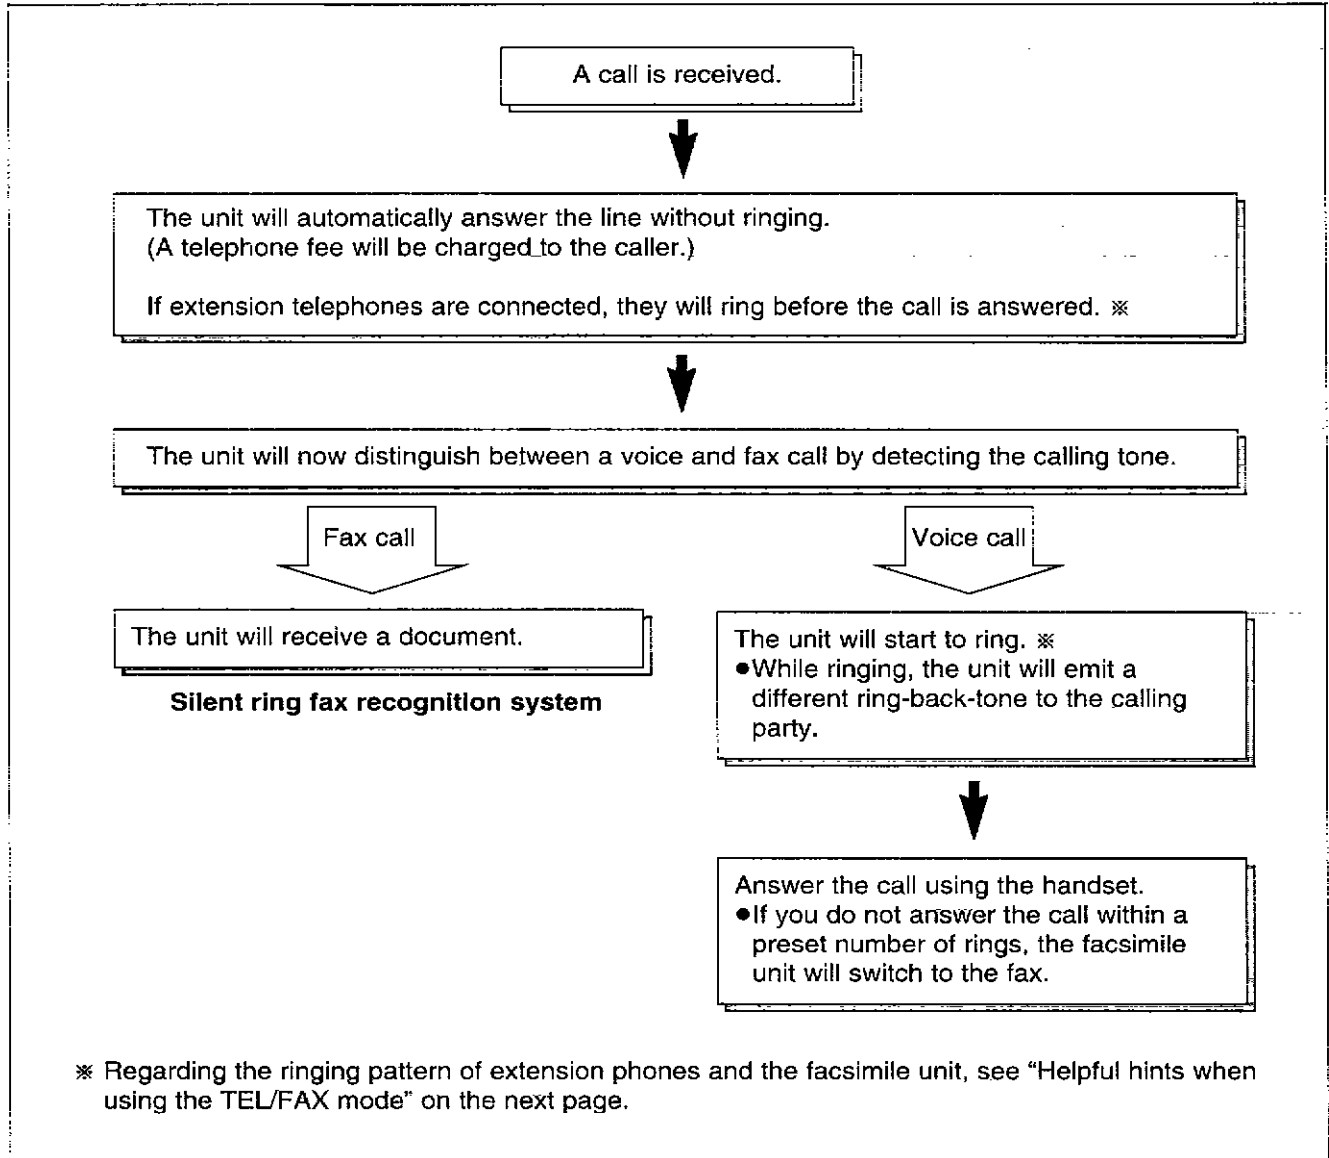 A call is received.
The unit will automatically answer the line without ringing.
(A telephone fee will be charged to the caller.)
If extension telephones are connected, they will ring before the call is answered. ※
The unit will now distinguish between a voice and fax call by detecting the calling tone.
Fax call
Voice call
The unit will receive a document.
Silent ring fax recognition system
The unit will start to ring. ※
●While ringing, the unit will emit a
different ring-back-tone to the calling
party.
Answer the call using the handset.
●If you do not answer the call within a
preset number of rings, the facsimile
unit will switch to the fax.
※ Regarding the ringing pattern of extension phones and the facsimile unit, see “Helpful hints when
using the TEL/FAX mode” on the next page.